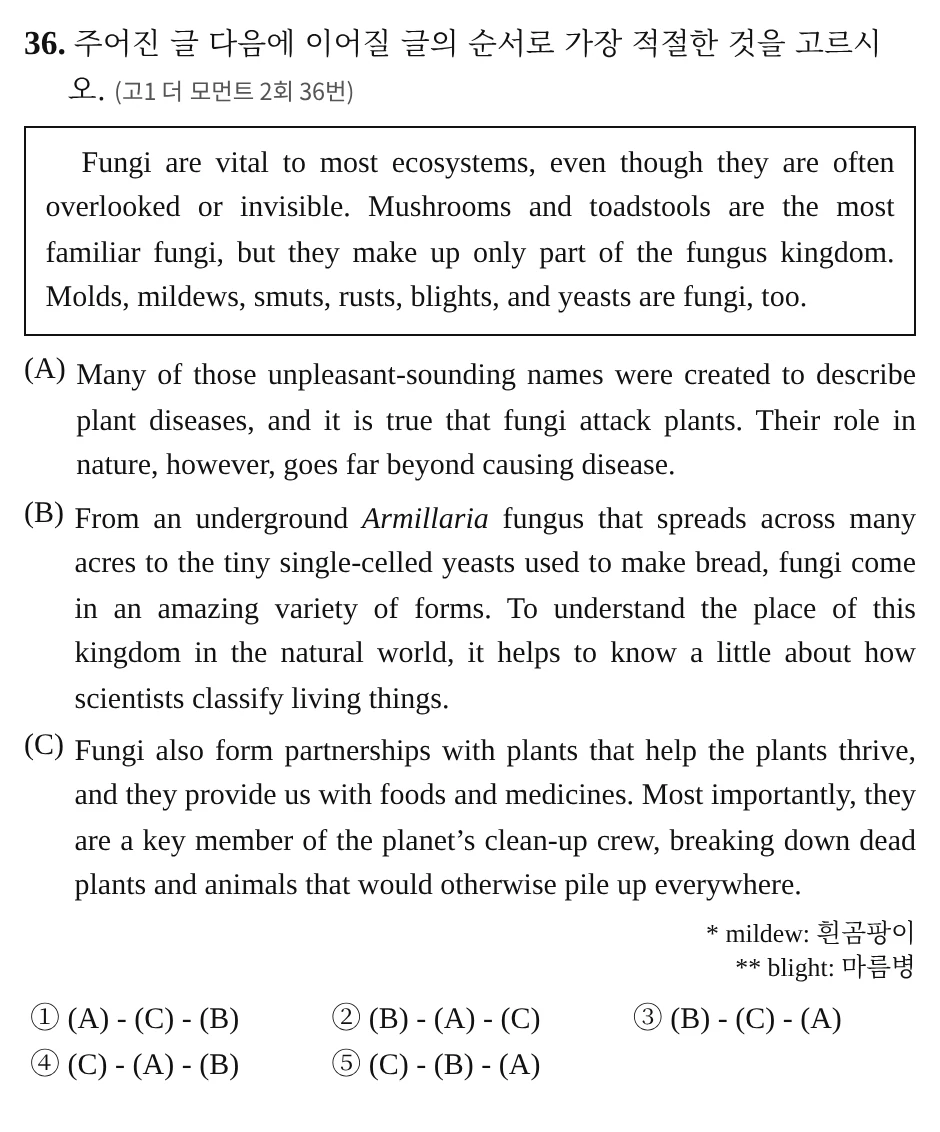 36. 주어진 글 다음에 이어질 글의 순서로 가장 적절한 것을 고르시
오. (고1 더 모먼트 2회 36번)
Fungi are vital to most ecosystems, even though they are often
overlooked or invisible. Mushrooms and toadstools are the most
familiar fungi, but they make up only part of the fungus kingdom.
Molds, mildews, smuts, rusts, blights, and yeasts are fungi, too.
(A) Many of those unpleasant-sounding names were created to describe
plant diseases, and it is true that fungi attack plants. Their role in
nature, however, goes far beyond causing disease.
(B) From an underground Armillaria fungus that spreads across many
acres to the tiny single-celled yeasts used to make bread, fungi come
in an amazing variety of forms. To understand the place of this
kingdom in the natural world, it helps to know a little about how
scientists classify living things.
(C) Fungi also form partnerships with plants that help the plants thrive,
and they provide us with foods and medicines. Most importantly, they
are a key member of the planet’s clean-up crew, breaking down dead
plants and animals that would otherwise pile up everywhere.
* mildew: 흰곰팡이
** blight: 마름병
① (A) - (C) - (B) ② (B) - (A) - (C) ③ (B) - (C) - (A)
④ (C) - (A) - (B) ⑤ (C) - (B) - (A)